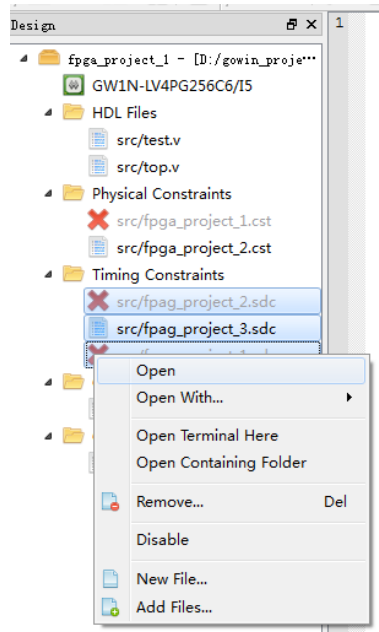 Design
1
fpga_project_1 - [D:/gowin_proje...
GW1N-LV4PG256C6/I5
HDL Files
src/test.v
src/top.v
Physical Constraints
src/fpga_project_1.cst
src/fpga_project_2.cst
Timing Constraints
src/fpag_project_2.sdc
src/fpag_project_3.sdc
Open
Open With...
Open Terminal Here
Open Containing Folder
Remove... Del
Disable
New File...
Add Files...